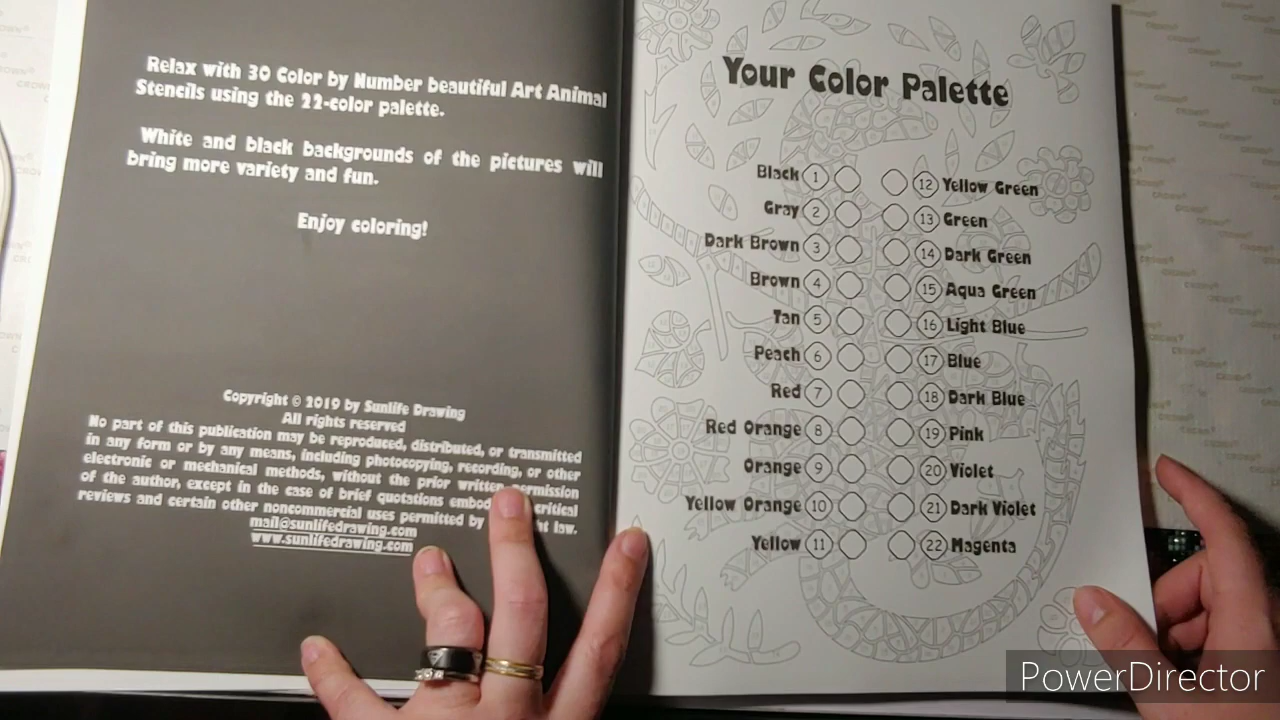 Relax with 30 Color by Number beautiful Art Animal
Stencils using the 22-color palette.
White and black backgrounds of the pictures will
bring more variety and fun.
Enjoy coloring!
Copyright © 2019 by Sunlife Drawing
All rights reserved
No part of this publication may be reproduced, distributed, or transmitted
in any form or by any means, including photocopying, recording, or other
electronic or mechanical methods, without the prior written permission
of the author, except in the case of brief quotations critical
reviews and certain other noncommercial uses permitted by law.
mail@sunlifedrawing.com
www.sunlifedrawing.com
Your Color Palette
Black 1
Gray 2
Dark Brown 3
Brown 4
Tan 5
Peach 6
Red 7
Red Orange 8
Orange 9
Yellow Orange 10
Yellow 11
12 Yellow Green
13 Green
14 Dark Green
15 Aqua Green
16 Light Blue
17 Blue
18 Dark Blue
19 Pink
20 Violet
21 Dark Violet
22 Magenta
PowerDirector